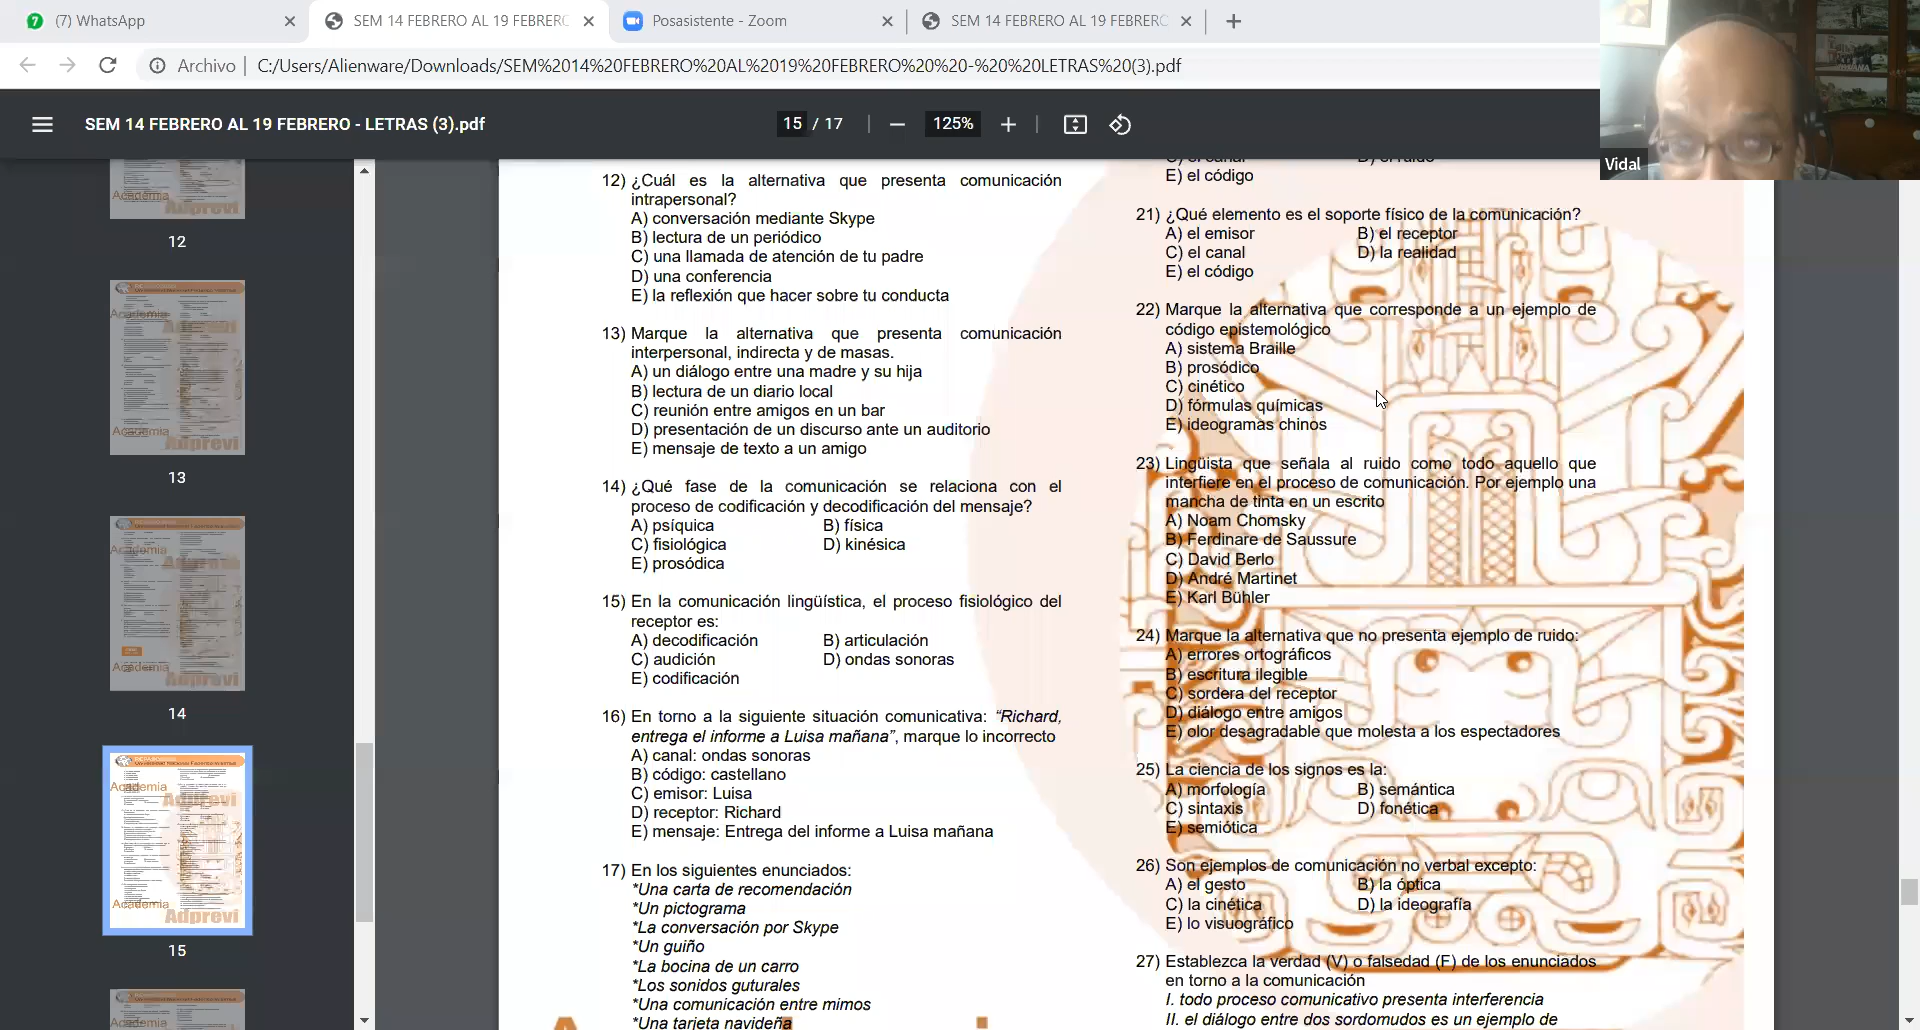 (7) WhatsApp
SEM 14 FEBRERO AL 19 FEBRERO
Posasistente - Zoom
SEM 14 FEBRERO AL 19 FEBRERO
Archivo
C:/Users/Alienware/Downloads/SEM%2014%20FEBRERO%20AL%2019%20FEBRERO%20%20-%20%20LETRAS%20(3).pdf
SEM 14 FEBRERO AL 19 FEBRERO - LETRAS (3).pdf
15 / 17
125%
Vidal
Academia
Adprevi
12
Academia
Adprevi
Academia
Adprevi
13
Academia
Adprevi
Academia
Adprevi
14
Academia
Adprevi
Academia
Adprevi
15
Academia
Adprevi
12) ¿Cuál es la alternativa que presenta comunicación
intrapersonal?
A) conversación mediante Skype
B) lectura de un periódico
C) una llamada de atención de tu padre
D) una conferencia
E) la reflexión que hacer sobre tu conducta
13) Marque la alternativa que presenta comunicación
interpersonal, indirecta y de masas.
A) un diálogo entre una madre y su hija
B) lectura de un diario local
C) reunión entre amigos en un bar
D) presentación de un discurso ante un auditorio
E) mensaje de texto a un amigo
14) ¿Qué fase de la comunicación se relaciona con el
proceso de codificación y decodificación del mensaje?
A) psíquica B) física
C) fisiológica D) kinésica
E) prosódica
15) En la comunicación lingüística, el proceso fisiológico del
receptor es:
A) decodificación B) articulación
C) audición D) ondas sonoras
E) codificación
16) En torno a la siguiente situación comunicativa: “Richard,
entrega el informe a Luisa mañana”, marque lo incorrecto
A) canal: ondas sonoras
B) código: castellano
C) emisor: Luisa
D) receptor: Richard
E) mensaje: Entrega del informe a Luisa mañana
17) En los siguientes enunciados:
*Una carta de recomendación
*Un pictograma
*La conversación por Skype
*Un guiño
*La bocina de un carro
*Los sonidos guturales
*Una comunicación entre mimos
*Una tarjeta navideña
C) el canal D) el ruido
E) el código
21) ¿Qué elemento es el soporte físico de la comunicación?
A) el emisor B) el receptor
C) el canal D) la realidad
E) el código
22) Marque la alternativa que corresponde a un ejemplo de
código epistemológico
A) sistema Braille
B) prosódico
C) cinético
D) fórmulas químicas
E) ideogramas chinos
23) Lingüista que señala al ruido como todo aquello que
interfiere en el proceso de comunicación. Por ejemplo una
mancha de tinta en un escrito
A) Noam Chomsky
B) Ferdinare de Saussure
C) David Berlo
D) André Martinet
E) Karl Bühler
24) Marque la alternativa que no presenta ejemplo de ruido:
A) errores ortográficos
B) escritura ilegible
C) sordera del receptor
D) diálogo entre amigos
E) olor desagradable que molesta a los espectadores
25) La ciencia de los signos es la:
A) morfología B) semántica
C) sintaxis D) fonética
E) semiótica
26) Son ejemplos de comunicación no verbal excepto:
A) el gesto B) la óptica
C) la cinética D) la ideografía
E) lo visuográfico
27) Establezca la verdad (V) o falsedad (F) de los enunciados
en torno a la comunicación
I. todo proceso comunicativo presenta interferencia
II. el diálogo entre dos sordomudos es un ejemplo de